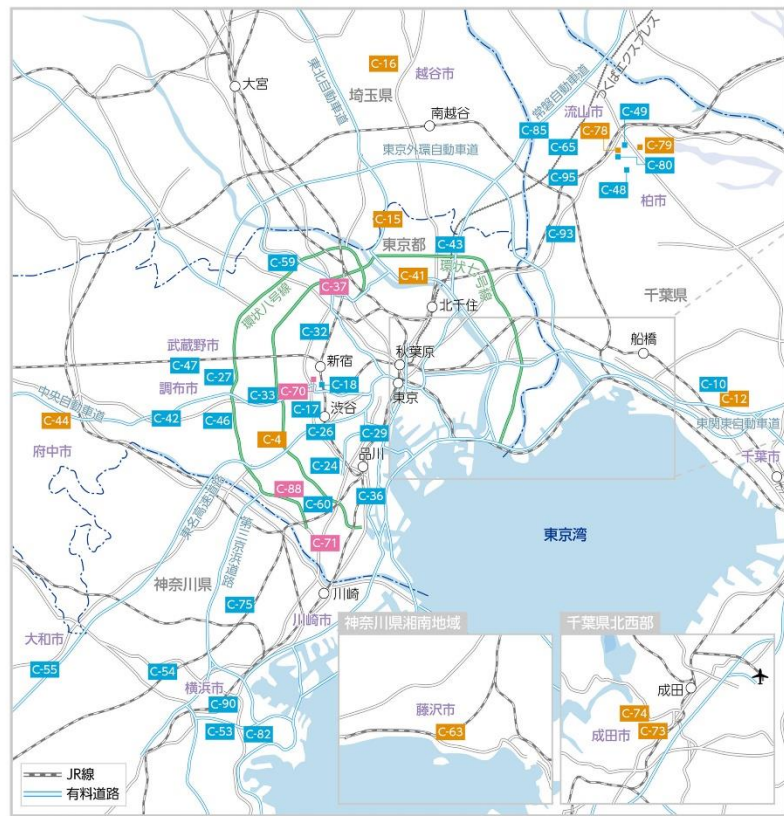 C-16
越谷市
つくばエクスプレス
大宮
東北自動車道
埼玉県
常磐自動車道
流山市
C-49
南越谷
C-85
C-78
C-79
東京外環自動車道
C-65
C-80
C-95
C-48
柏市
C-15
東京都
C-43
C-93
C-59
環状七号線
C-41
千葉県
C-37
環状八号線
北千住
C-32
武蔵野市
船橋
C-47
新宿
秋葉原
C-27
C-18
C-10
調布市
C-33
C-70
東京
C-12
中央自動車道
C-17
渋谷
C-44
C-42
C-46
C-26
C-29
東関東自動車道
C-4
府中市
品川
千葉市
C-24
C-88
C-36
C-60
東名高速道路
第三京浜道路
東京湾
C-71
神奈川県
川崎
C-75
川崎市
神奈川県湘南地域
千葉県北西部
大和市
C-55
C-54
横浜市
成田
C-90
藤沢市
C-74
C-53
C-82
C-63
成田市
C-73
JR線
有料道路